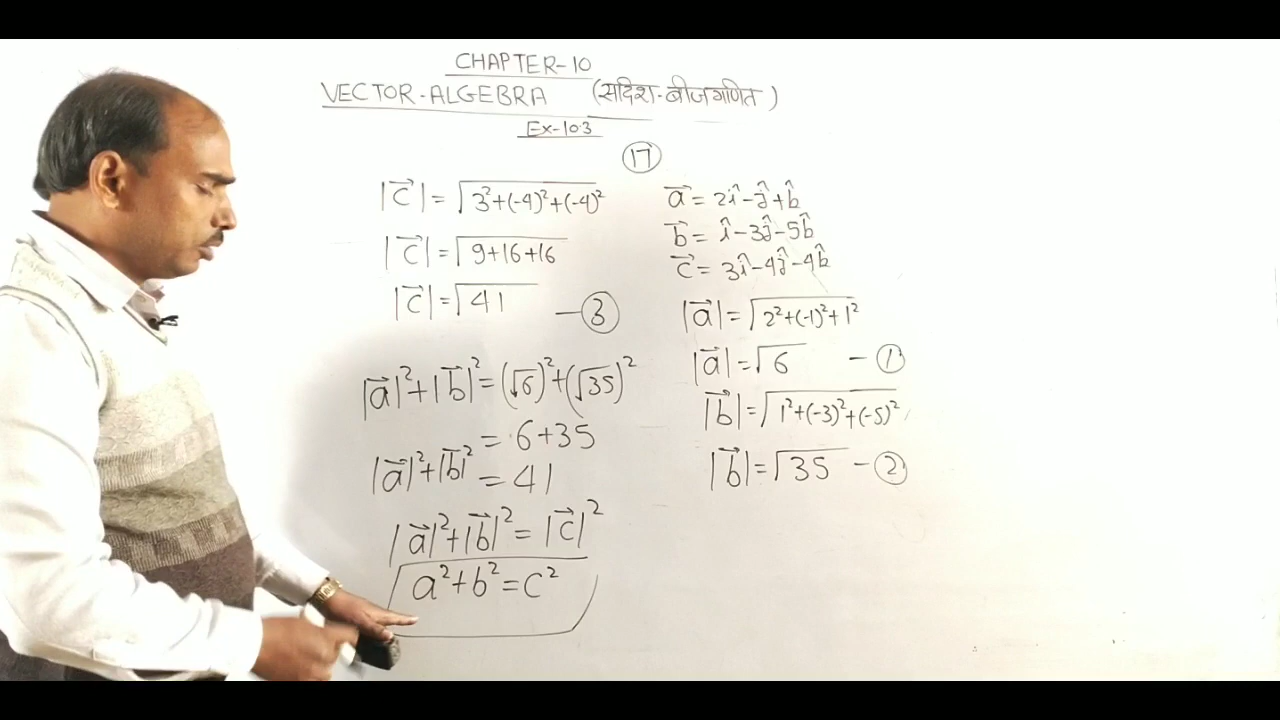 CHAPTER-10
VECTOR-ALGEBRA (सदिश-बीजगणित)
Ex-10.3
17
|c⃗| = √3²+(-4)²+(-4)²
|c⃗| = √9+16+16
|c⃗| = √41 —3
|a⃗|²+|b⃗|² = (√6)²+(√35)²
= 6+35
|a⃗|²+|b⃗|² = 41
|a⃗|²+|b⃗|² = |c⃗|²
a²+b²=c²
a⃗ = 2î-ĵ+k̂
b⃗ = î-3ĵ-5k̂
c⃗ = 3î-4ĵ-4k̂
|a⃗| = √2²+(-1)²+1²
|a⃗| = √6 —1
|b⃗| = √1²+(-3)²+(-5)²
|b⃗| = √35 —2